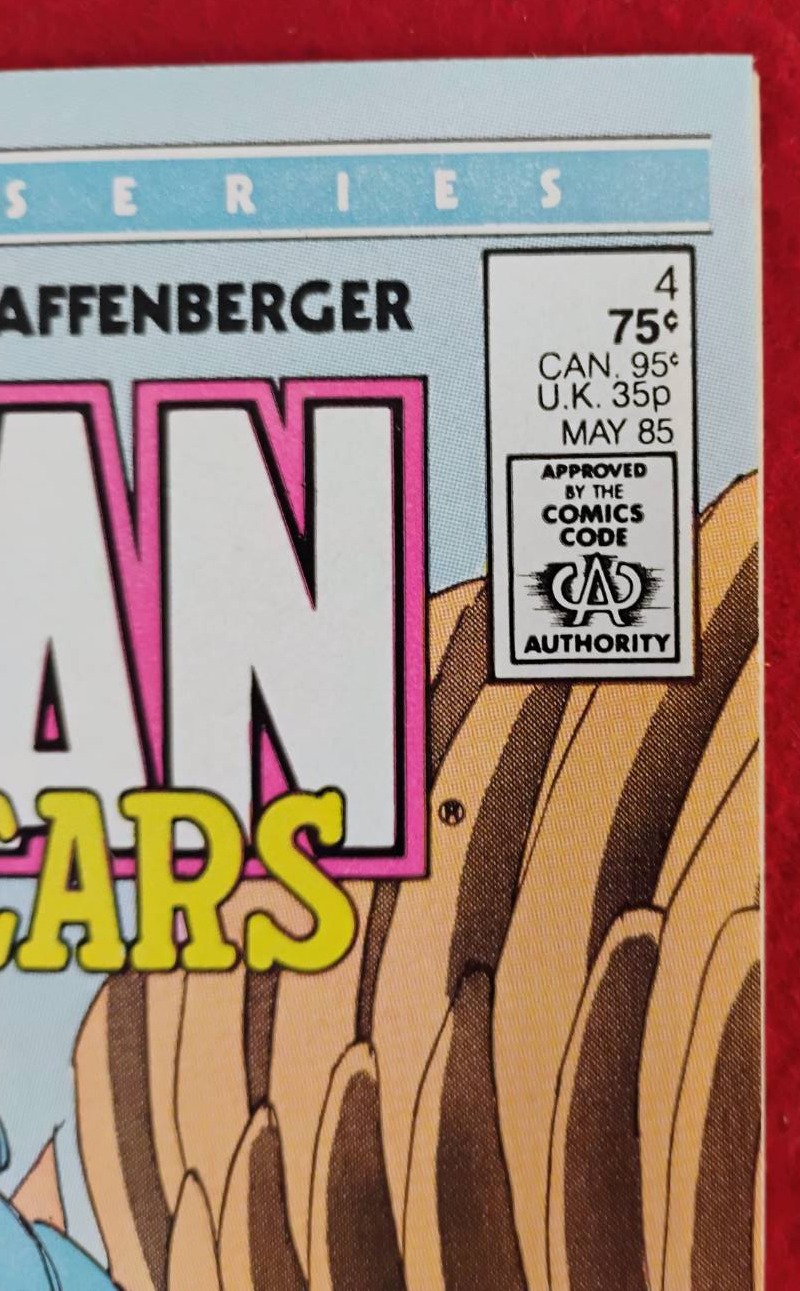 SERIES
AFFENBERGER
4
75¢
CAN. 95¢
U.K. 35p
MAY 85
APPROVED
BY THE
COMICS
CODE
CA
AUTHORITY
AN
®
CARS